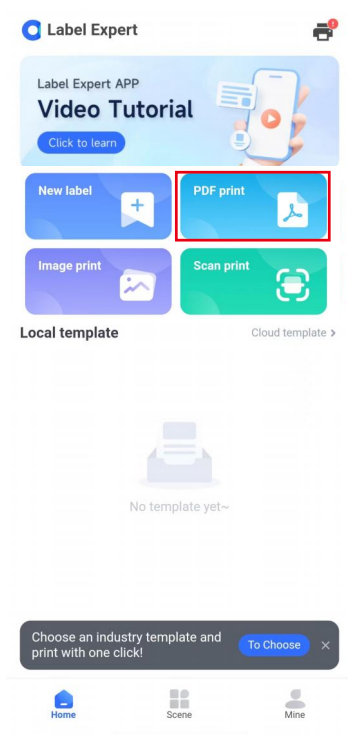 Label Expert
!
Label Expert APP
Video Tutorial
Click to learn
New label
PDF print
Image print
Scan print
Local template
Cloud template >
No template yet~
Choose an industry template and
print with one click!
To Choose
×
Home
Scene
Mine